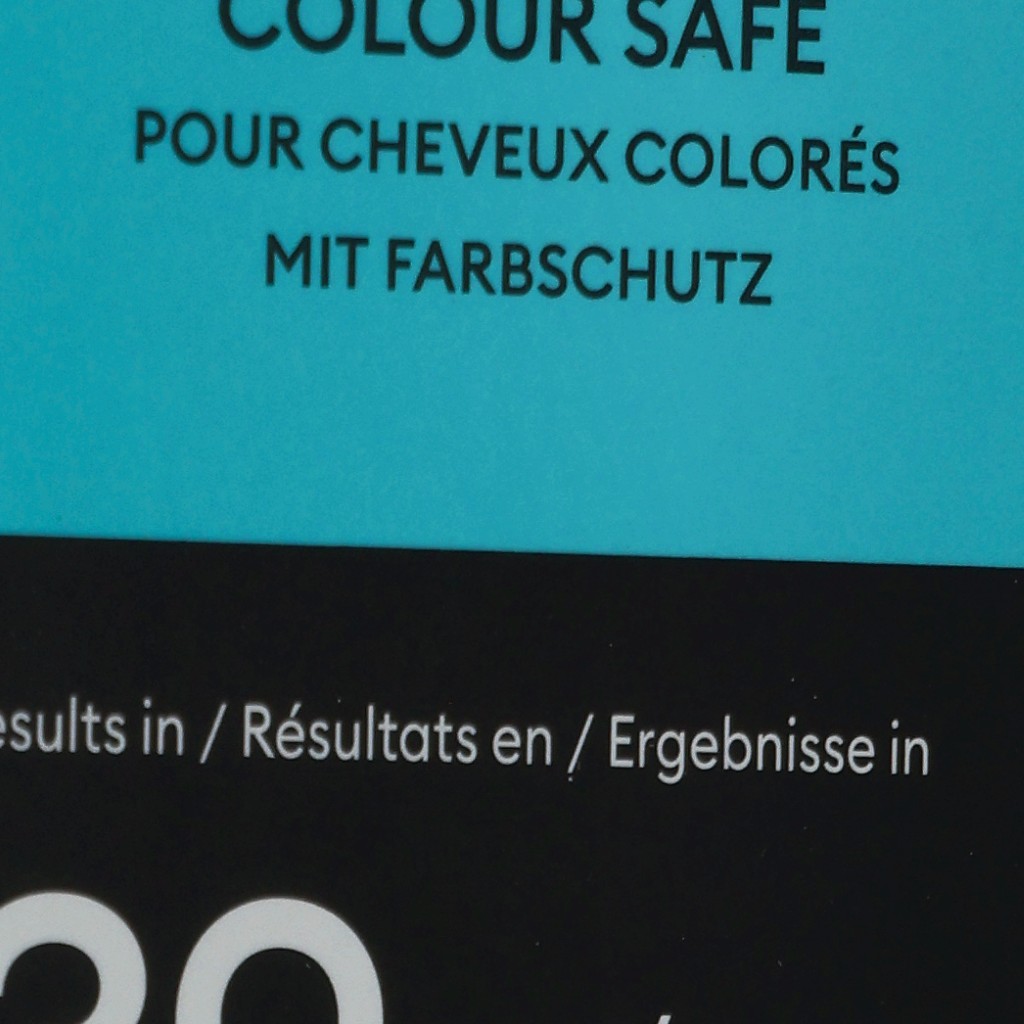 COLOUR SAFE
POUR CHEVEUX COLORÉS
MIT FARBSCHUTZ
esults in / Résultats en / Ergebnisse in